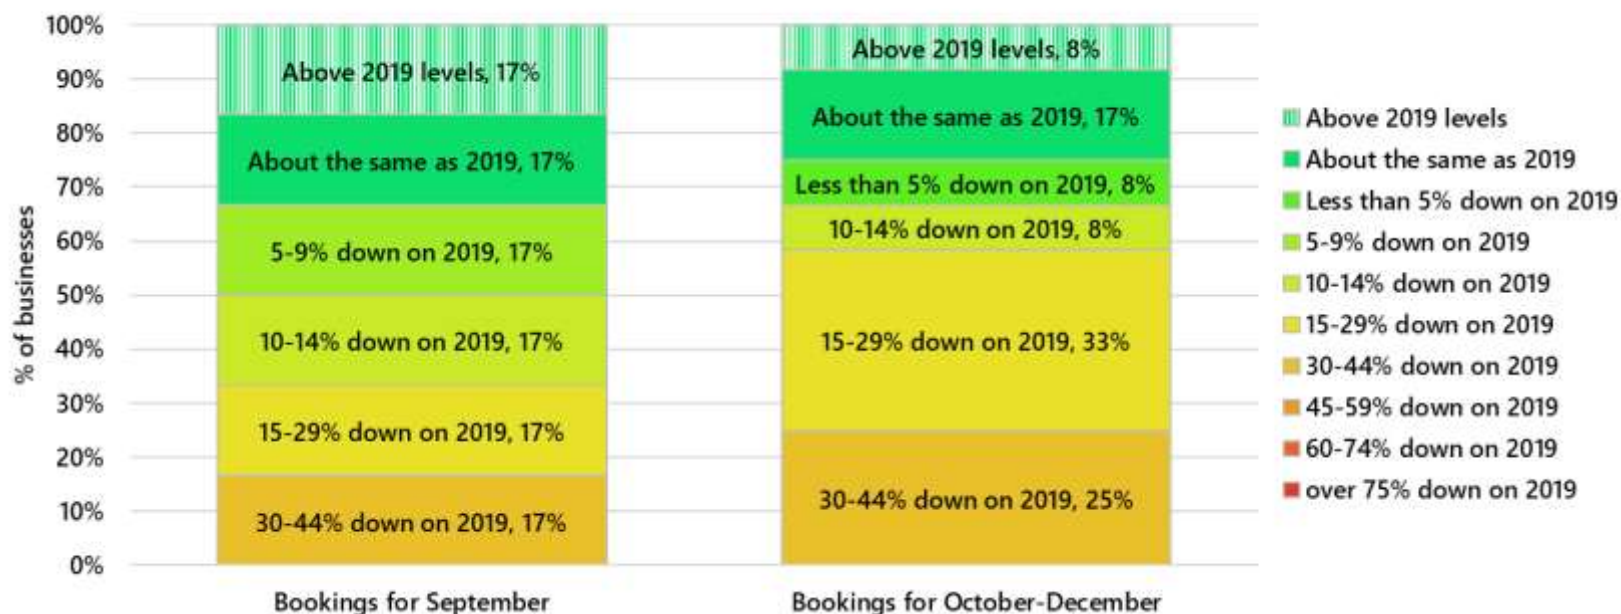 100%
90%
80%
70%
60%
50%
40%
30%
20%
10%
0%
% of businesses
Above 2019 levels, 17%
About the same as 2019, 17%
5-9% down on 2019, 17%
10-14% down on 2019, 17%
15-29% down on 2019, 17%
30-44% down on 2019, 17%
Bookings for September
Above 2019 levels, 8%
About the same as 2019, 17%
Less than 5% down on 2019, 8%
10-14% down on 2019, 8%
15-29% down on 2019, 33%
30-44% down on 2019, 25%
Bookings for October-December
Above 2019 levels
About the same as 2019
Less than 5% down on 2019
5-9% down on 2019
10-14% down on 2019
15-29% down on 2019
30-44% down on 2019
45-59% down on 2019
60-74% down on 2019
over 75% down on 2019